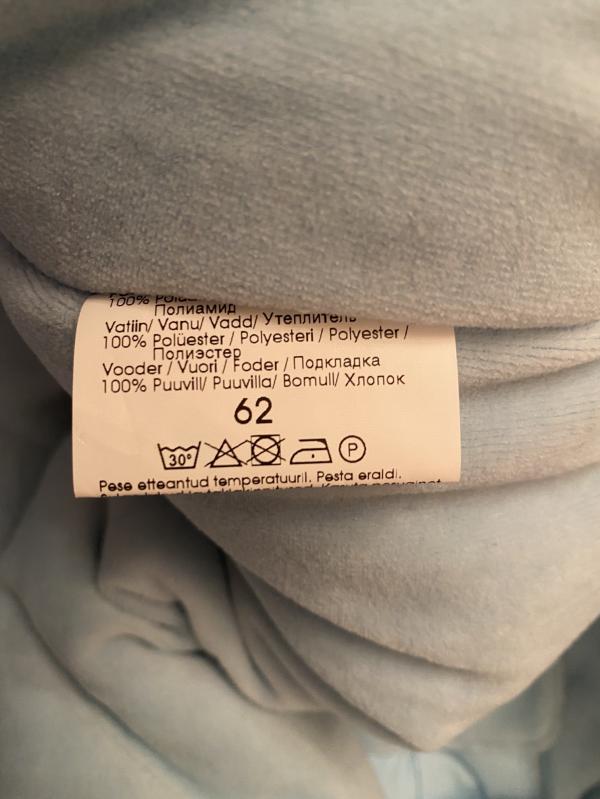 100%
Полиамид
Vatiin/ Vanu/ Vadd/ Утеплитель
100% Polüester / Polyesteri / Polyester /
Полиэстер
Vooder / Vuori / Foder / Подкладка
100% Puuvill/ Puuvilla/ Bomull/ Хлопок
62
30° P
Pese etteantud temperatuuril. Pesta eraldi.